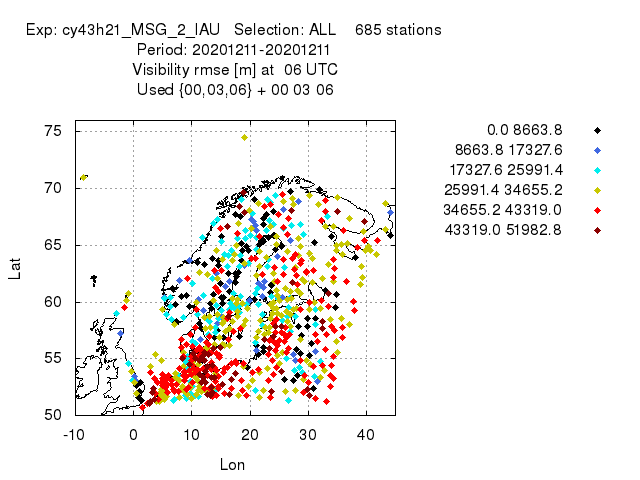 Exp: cy43h21_MSG_2_IAU   Selection: ALL    685 stations
Period: 20201211-20201211
Visibility rmse [m] at  06 UTC
Used {00,03,06} + 00 03 06
75
70
65
60
55
50
-10 0 10 20 30 40
Lat
Lon
0.0 8663.8
8663.8 17327.6
17327.6 25991.4
25991.4 34655.2
34655.2 43319.0
43319.0 51982.8